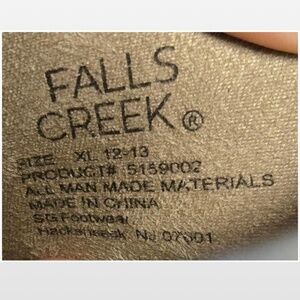 FALLS
CREEK®
SIZE XL 12-13
PRODUCT# 5159002
ALL MAN MADE MATERIALS
MADE IN CHINA
SG Footwear
Hackensack NJ 07601